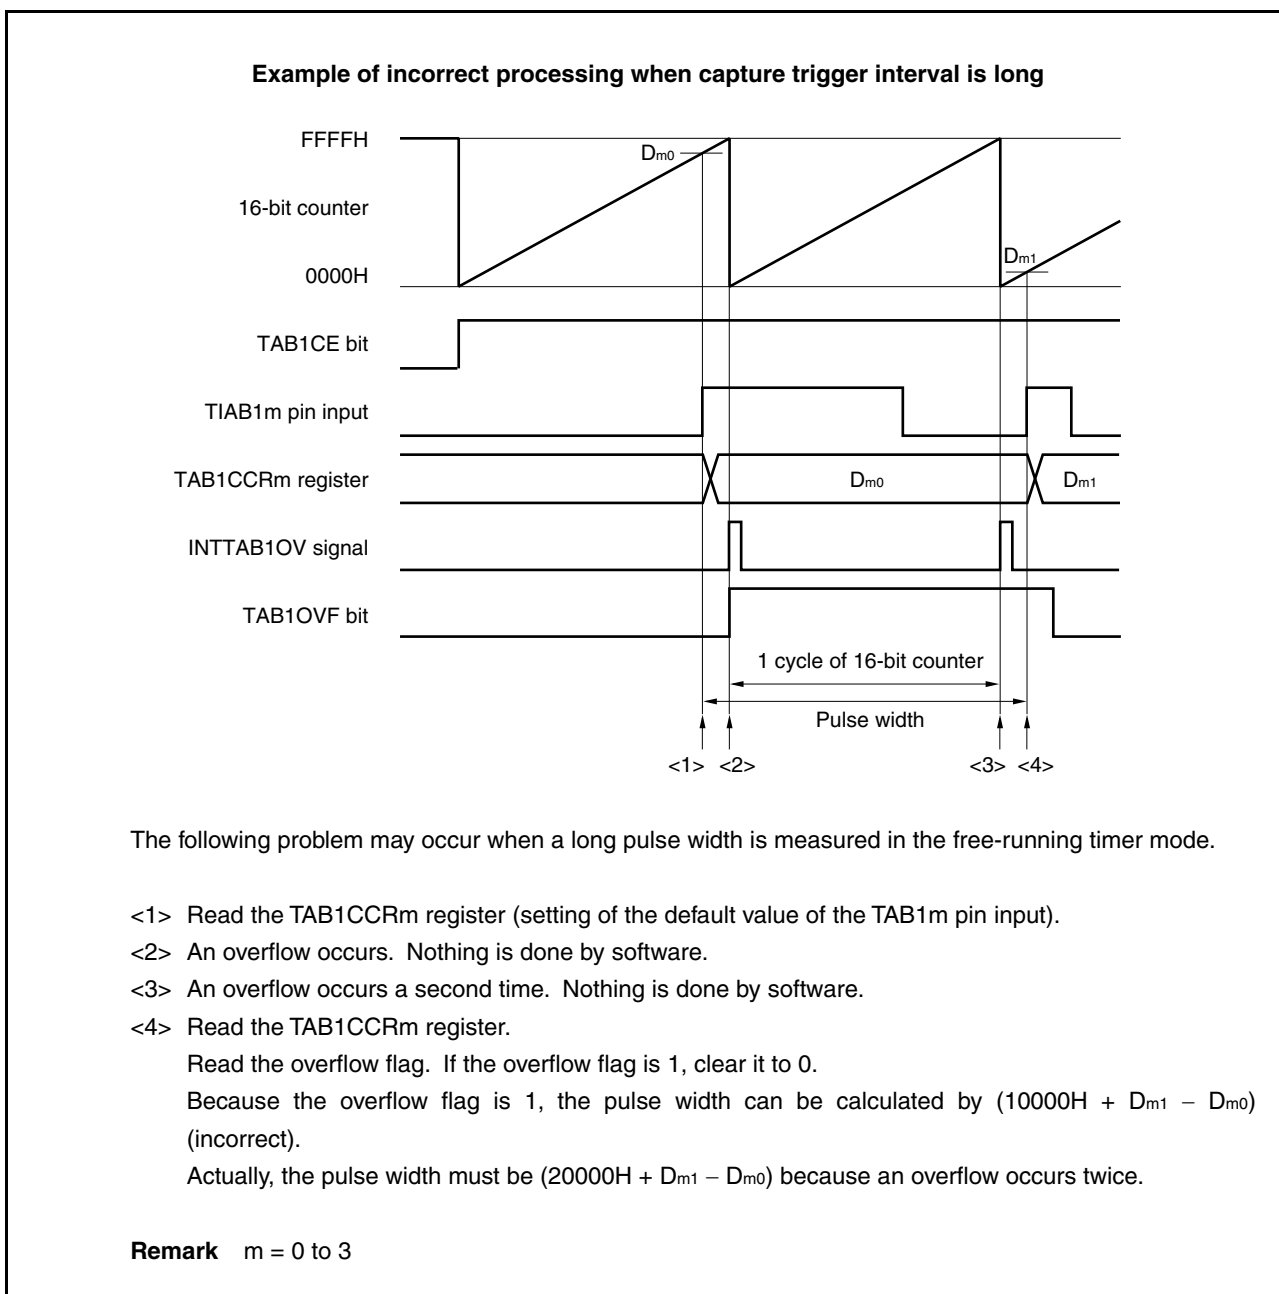 Example of incorrect processing when capture trigger interval is long
FFFFH
Dm0
16-bit counter
Dm1
0000H
TAB1CE bit
TIAB1m pin input
TAB1CCRm register
Dm0
Dm1
INTTAB1OV signal
TAB1OVF bit
1 cycle of 16-bit counter
Pulse width
<1> <2> <3> <4>
The following problem may occur when a long pulse width is measured in the free-running timer mode.
<1> Read the TAB1CCRm register (setting of the default value of the TAB1m pin input).
<2> An overflow occurs. Nothing is done by software.
<3> An overflow occurs a second time. Nothing is done by software.
<4> Read the TAB1CCRm register.
Read the overflow flag. If the overflow flag is 1, clear it to 0.
Because the overflow flag is 1, the pulse width can be calculated by (10000H + Dm1 − Dm0)
(incorrect).
Actually, the pulse width must be (20000H + Dm1 − Dm0) because an overflow occurs twice.
Remark m = 0 to 3